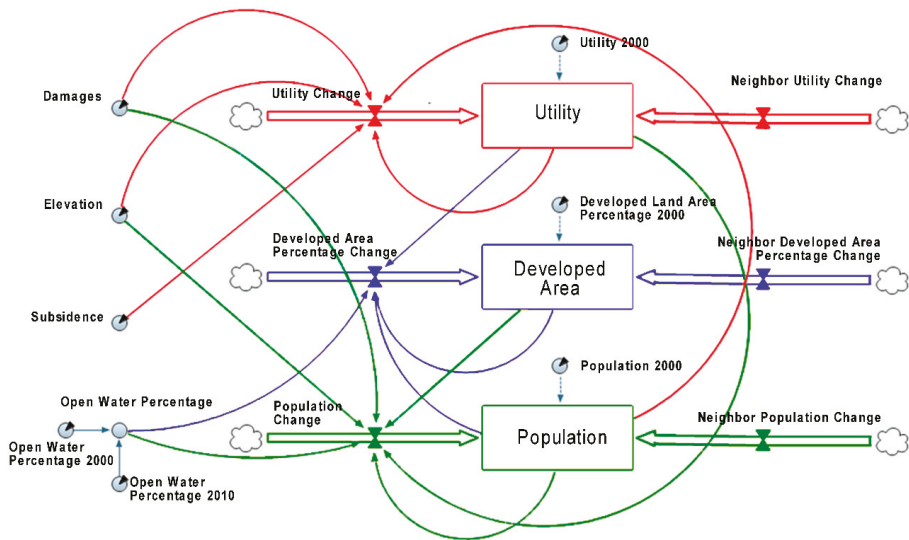 Utility 2000
Damages
Utility Change
Neighbor Utility Change
Utility
Elevation
Developed Land Area
Percentage 2000
Developed Area
Percentage Change
Neighbor Developed Area
Percentage Change
Developed
Area
Subsidence
Population 2000
Open Water Percentage
Population
Change
Neighbor Population Change
Population
Open Water
Percentage 2000
Open Water
Percentage 2010